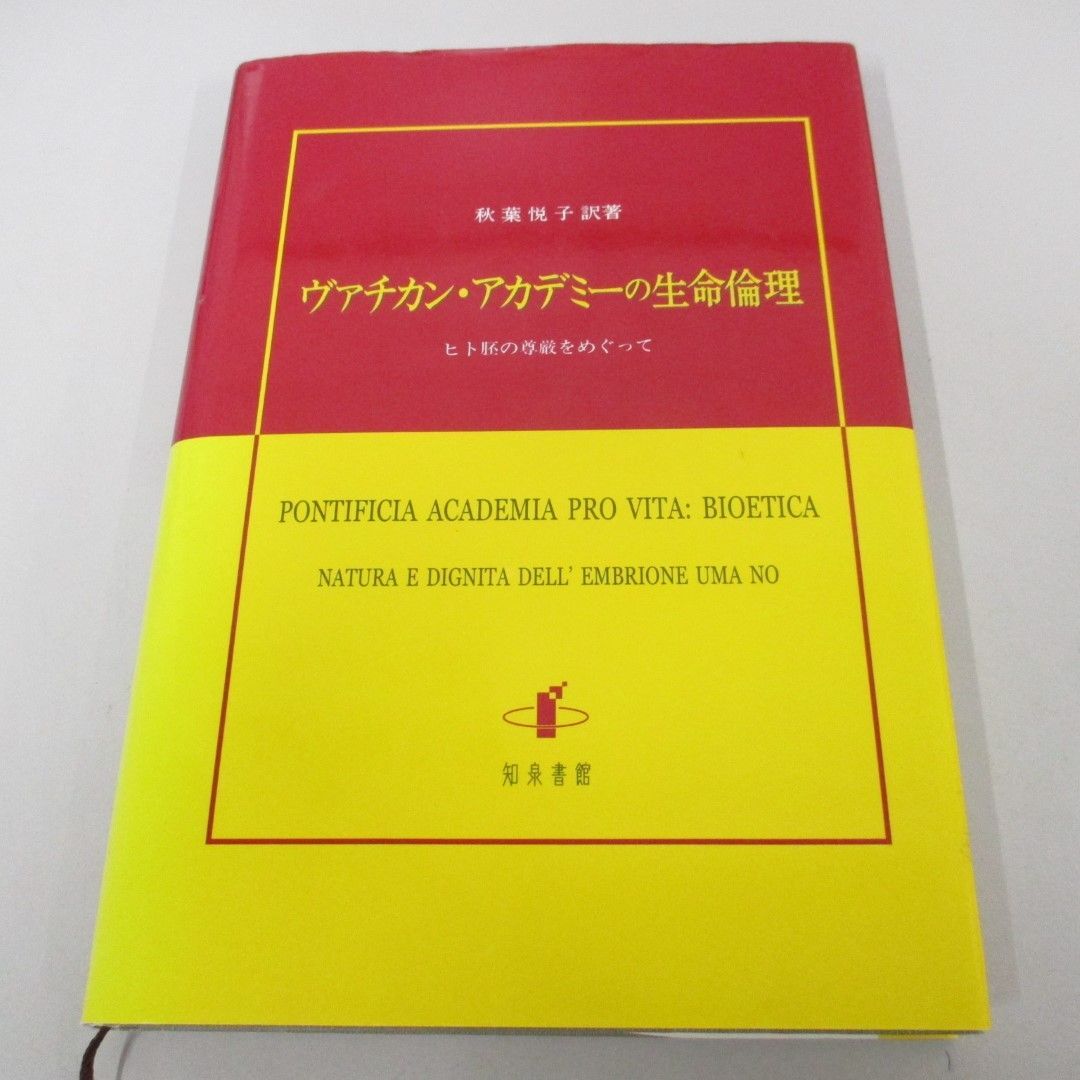 秋葉悦子訳著
ヴァチカン・アカデミーの生命倫理
ヒト胚の尊厳をめぐって
PONTIFICIA ACADEMIA PRO VITA: BIOETICA
NATURA E DIGNITA DELL' EMBRIONE UMA NO
知泉書館